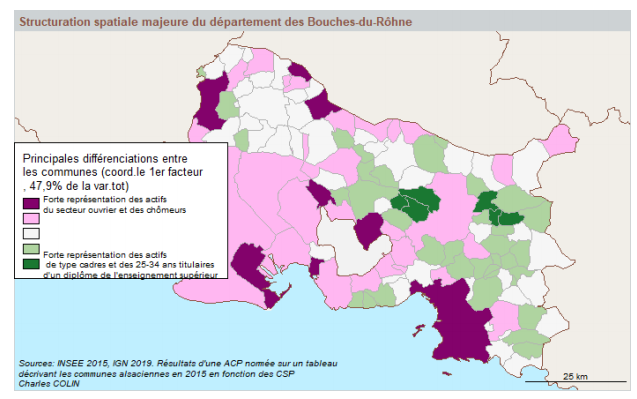 Structuration spatiale majeure du département des Bouches-du-Rôhne
Principales différenciations entre
les communes (coord.le 1er facteur
, 47,9% de la var.tot)
Forte représentation des actifs
du secteur ouvrier et des chômeurs
Forte représentation des actifs
de type cadres et des 25-34 ans titulaires
d'un diplôme de l'enseignement supérieur
Sources: INSEE 2015, IGN 2019. Résultats d'une ACP nomée sur un tableau
décrivant les communes alsaciennes en 2015 en fonction des CSP
Charles COLIN
25 km